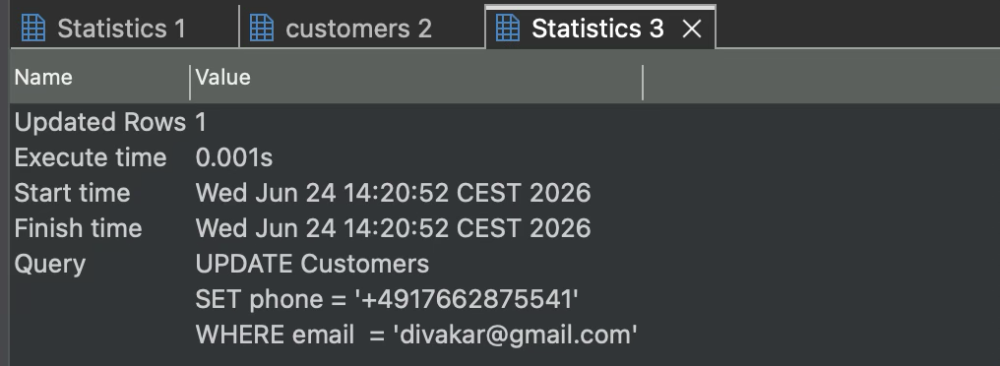 Statistics 1 customers 2 Statistics 3
Name Value
Updated Rows 1
Execute time 0.001s
Start time Wed Jun 24 14:20:52 CEST 2026
Finish time Wed Jun 24 14:20:52 CEST 2026
Query UPDATE Customers
SET phone = '+4917662875541'
WHERE email  = 'divakar@gmail.com'